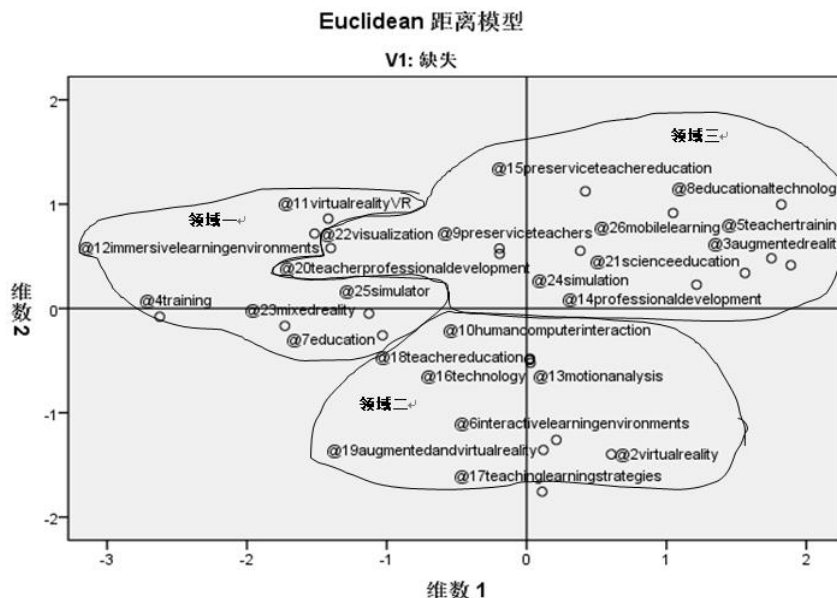 Euclidean 距离模型
V1: 缺失
2
领域三
@15preserviceteachereducation
@8educationaltechnolog
@11virtualrealityVR
1
领域一
@26mobilelearning
@5teachertraining
@22visualization
@9preserviceteachers
@3augmentedrealit
@12immersivelearningenvironments
@20teacherprofessionaldevelopment
@21scienceeducation
@24simulation
@25simulator
@14professionaldevelopment
@4training
@23mixedreality
维数 2
0
@10humancomputerinteraction
@7education
@18teachereducation
@16technology
@13motionanalysis
领域二
-1
@6interactivelearningenvironments
@19augmentedandvirtualreality
@2virtualreality
@17teachinglearningstrategies
-2
-3
-2
-1
0
1
2
维数 1